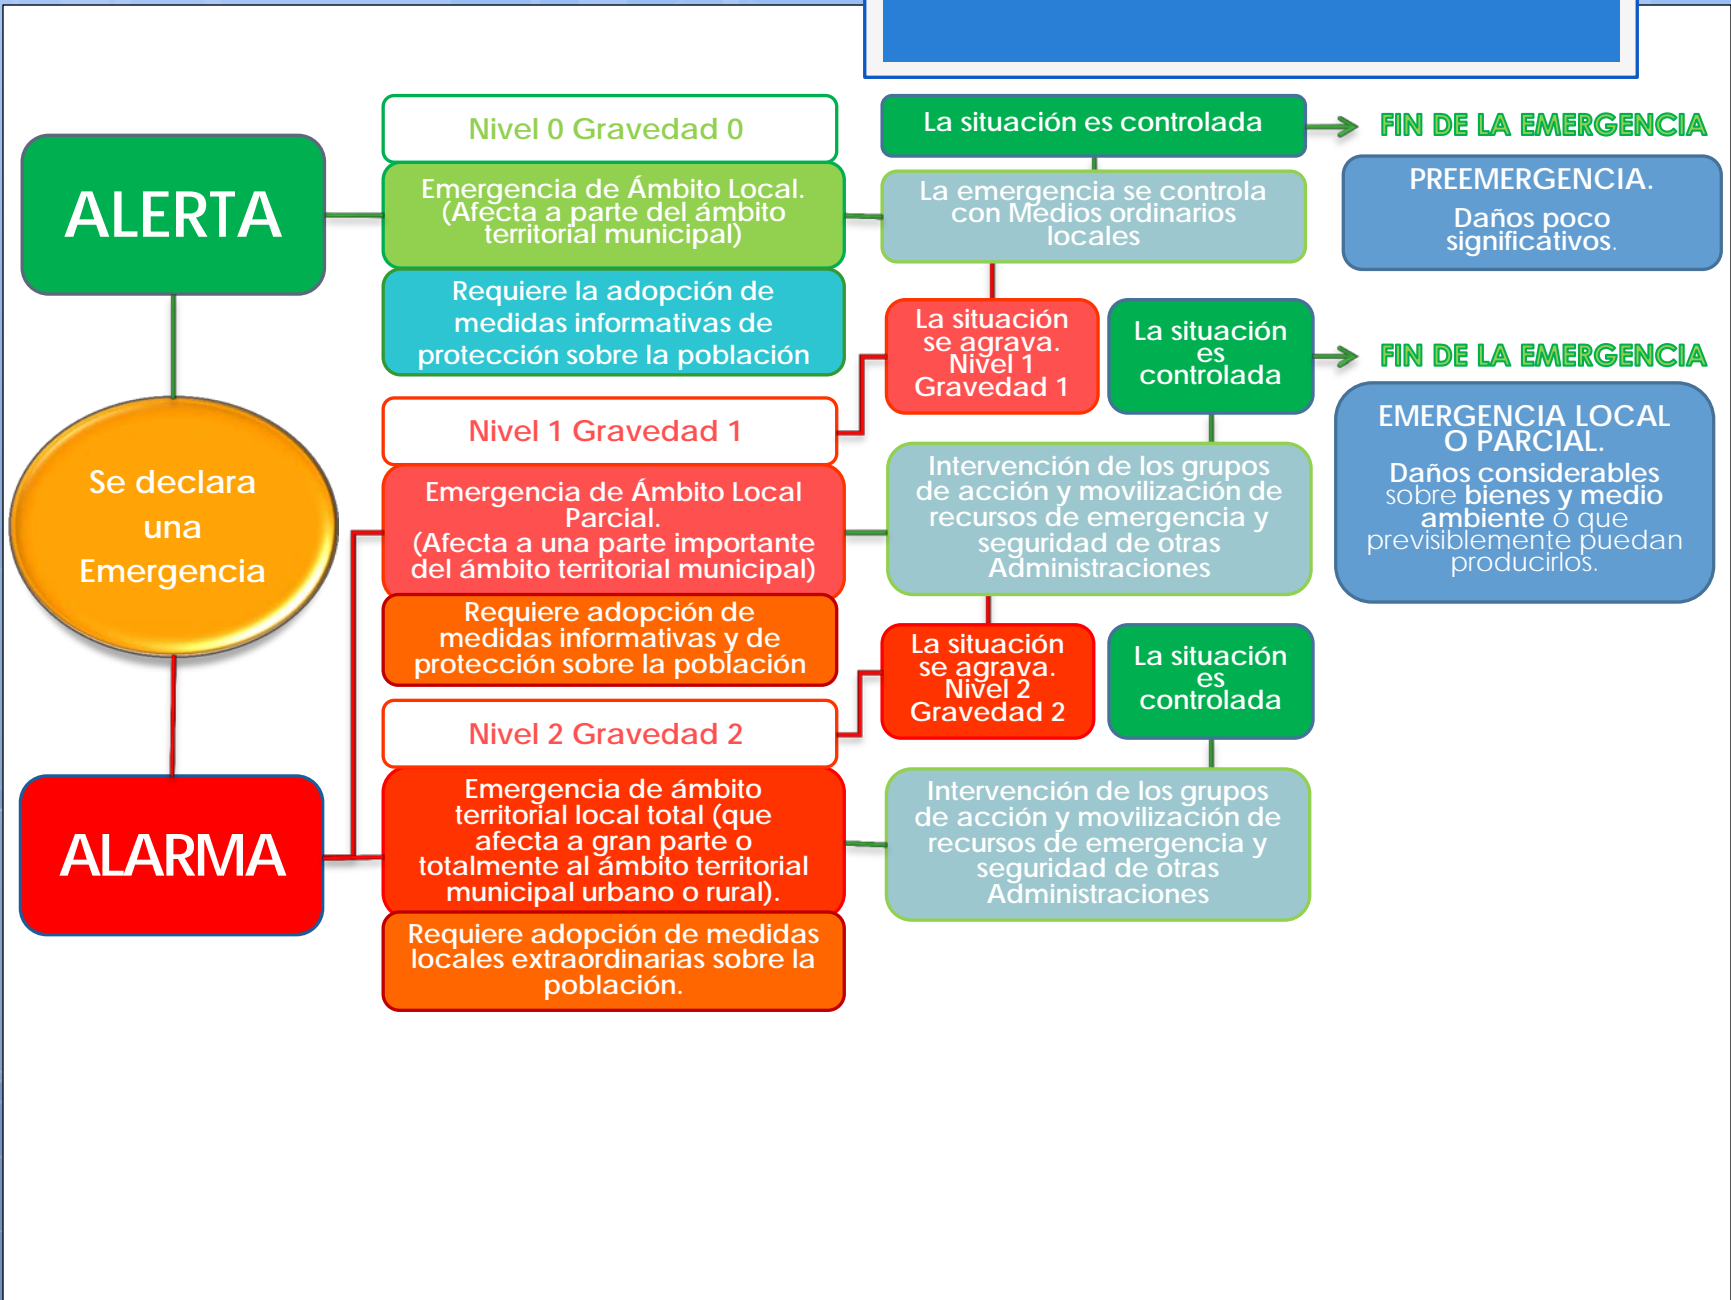 ALERTA
Se declara
una
Emergencia
ALARMA
Nivel 0 Gravedad 0
Emergencia de Ámbito Local.
(Afecta a parte del ámbito
territorial municipal)
Requiere la adopción de
medidas informativas de
protección sobre la población
La situación es controlada
FIN DE LA EMERGENCIA
La emergencia se controla
con Medios ordinarios
locales
PREEMERGENCIA.
Daños poco
significativos.
La situación
se agrava.
Nivel 1
Gravedad 1
La situación
es
controlada
FIN DE LA EMERGENCIA
Nivel 1 Gravedad 1
Emergencia de Ámbito Local
Parcial.
(Afecta a una parte importante
del ámbito territorial municipal)
Requiere adopción de
medidas informativas y de
protección sobre la población
Intervención de los grupos
de acción y movilización de
recursos de emergencia y
seguridad de otras
Administraciones
EMERGENCIA LOCAL
O PARCIAL.
Daños considerables
sobre bienes y medio
ambiente o que
previsiblemente puedan
producirlos.
La situación
se agrava.
Nivel 2
Gravedad 2
La situación
es
controlada
Nivel 2 Gravedad 2
Emergencia de ámbito
territorial local total (que
afecta a gran parte o
totalmente al ámbito territorial
municipal urbano o rural).
Requiere adopción de medidas
locales extraordinarias sobre la
población.
Intervención de los grupos
de acción y movilización de
recursos de emergencia y
seguridad de otras
Administraciones